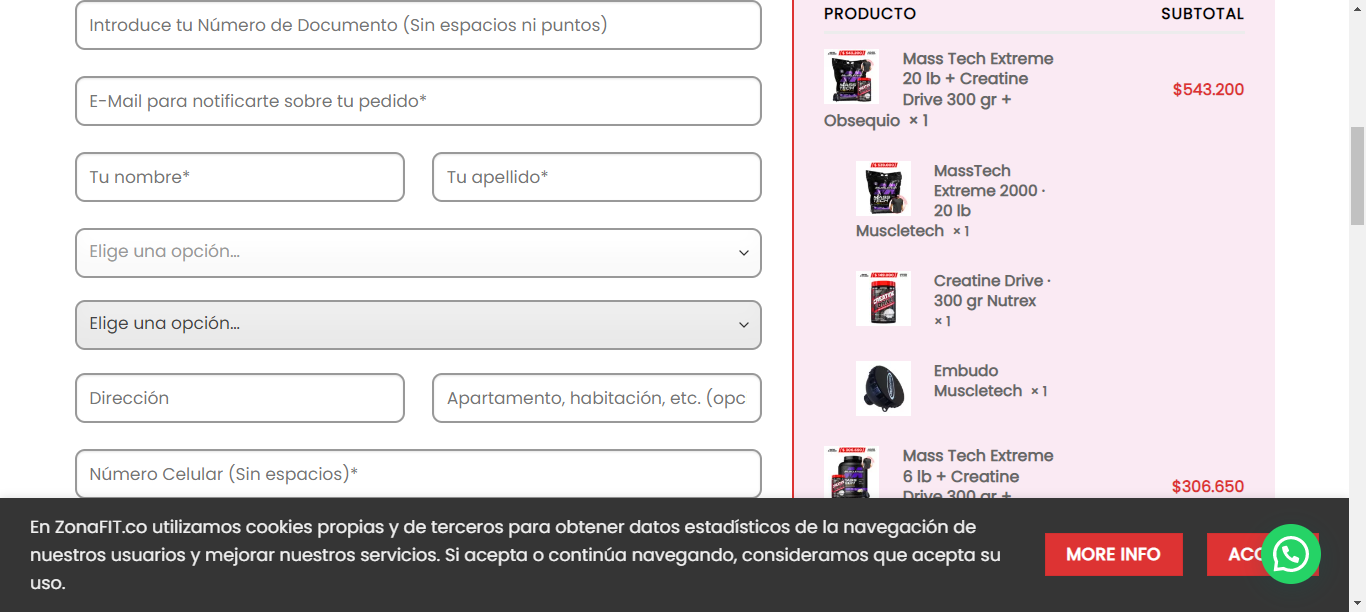 Introduce tu Número de Documento (Sin espacios ni puntos)
E-Mail para notificarte sobre tu pedido*
Tu nombre*
Tu apellido*
Elige una opción...
Elige una opción...
Dirección
Apartamento, habitación, etc. (opc
Número Celular (Sin espacios)*
PRODUCTO
SUBTOTAL
Mass Tech Extreme
20 lb + Creatine
Drive 300 gr +
Obsequio × 1
$543.200
MassTech
Extreme 2000 ·
20 lb
Muscletech × 1
Creatine Drive ·
300 gr Nutrex
× 1
Embudo
Muscletech × 1
Mass Tech Extreme
6 lb + Creatine
Drive 300 gr +
$306.650
En ZonaFIT.co utilizamos cookies propias y de terceros para obtener datos estadísticos de la navegación de
nuestros usuarios y mejorar nuestros servicios. Si acepta o continúa navegando, consideramos que acepta su
uso.
MORE INFO